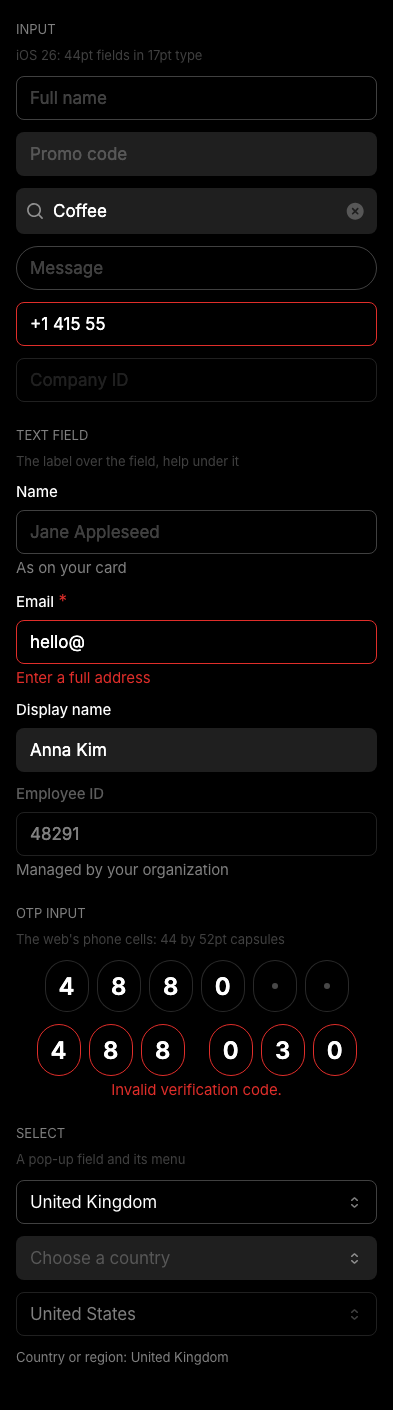 INPUT
iOS 26: 44pt fields in 17pt type
Full name
Promo code
Coffee
Message
+1 415 55
Company ID
TEXT FIELD
The label over the field, help under it
Name
Jane Appleseed
As on your card
Email *
hello@
Enter a full address
Display name
Anna Kim
Employee ID
48291
Managed by your organization
OTP INPUT
The web's phone cells: 44 by 52pt capsules
4 8 8 0 • •
4 8 8 0 3 0
Invalid verification code.
SELECT
A pop-up field and its menu
United Kingdom
Choose a country
United States
Country or region: United Kingdom